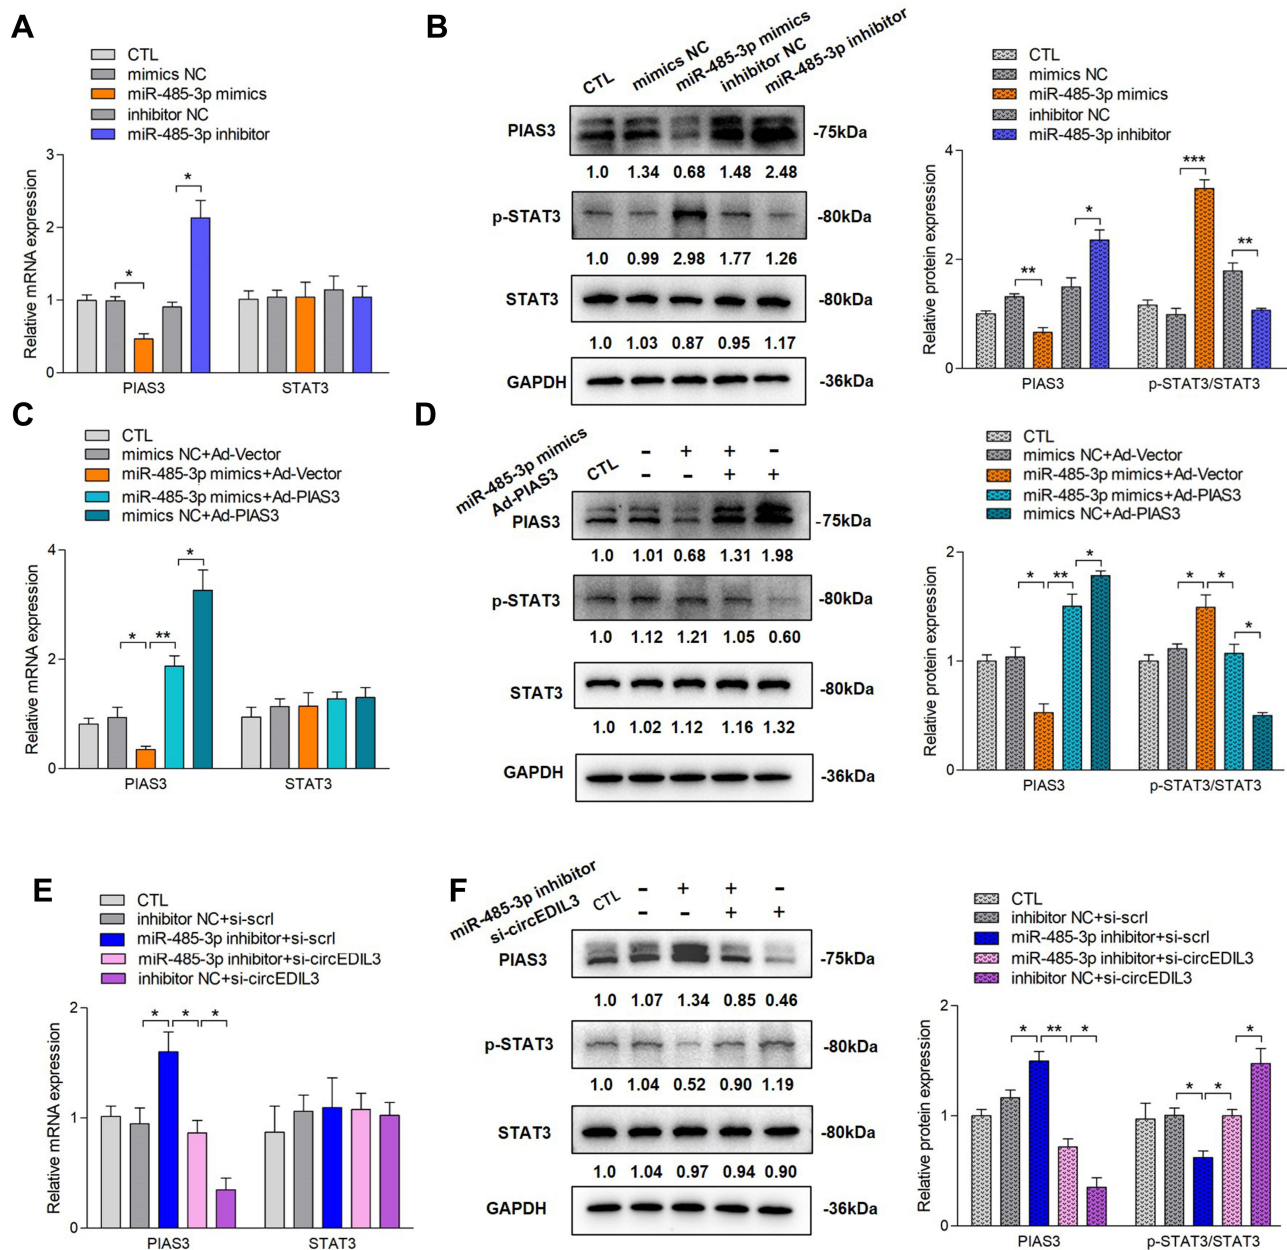 A
CTL
mimics NC
miR-485-3p mimics
inhibitor NC
miR-485-3p inhibitor
Relative mRNA expression
3
2
1
0
*
*
PIAS3
STAT3
B
CTL
mimics NC
miR-485-3p mimics
inhibitor NC
miR-485-3p inhibitor
PIAS3
-75kDa
1.0 1.34 0.68 1.48 2.48
p-STAT3
-80kDa
1.0 0.99 2.98 1.77 1.26
STAT3
-80kDa
1.0 1.03 0.87 0.95 1.17
GAPDH
-36kDa
CTL
mimics NC
miR-485-3p mimics
inhibitor NC
miR-485-3p inhibitor
Relative protein expression
4
2
0
**
*
***
**
PIAS3
p-STAT3/STAT3
C
CTL
mimics NC+Ad-Vector
miR-485-3p mimics+Ad-Vector
miR-485-3p mimics+Ad-PIAS3
mimics NC+Ad-PIAS3
Relative mRNA expression
4
2
0
*
**
*
PIAS3
STAT3
D
miR-485-3p mimics - + + -
Ad-PIAS3 CTL - - + +
PIAS3
-75kDa
1.0 1.01 0.68 1.31 1.98
p-STAT3
-80kDa
1.0 1.12 1.21 1.05 0.60
STAT3
-80kDa
1.0 1.02 1.12 1.16 1.32
GAPDH
-36kDa
CTL
mimics NC+Ad-Vector
miR-485-3p mimics+Ad-Vector
miR-485-3p mimics+Ad-PIAS3
mimics NC+Ad-PIAS3
Relative protein expression
2
1
0
*
**
*
*
*
*
PIAS3
p-STAT3/STAT3
E
CTL
inhibitor NC+si-scrl
miR-485-3p inhibitor+si-scrl
miR-485-3p inhibitor+si-circEDIL3
inhibitor NC+si-circEDIL3
Relative mRNA expression
2
1
0
*
*
*
PIAS3
STAT3
F
miR-485-3p inhibitor - + + -
si-circEDIL3 CTL - - + +
PIAS3
-75kDa
1.0 1.07 1.34 0.85 0.46
p-STAT3
-80kDa
1.0 1.04 0.52 0.90 1.19
STAT3
-80kDa
1.0 1.04 0.97 0.94 0.90
GAPDH
-36kDa
CTL
inhibitor NC+si-scrl
miR-485-3p inhibitor+si-scrl
miR-485-3p inhibitor+si-circEDIL3
inhibitor NC+si-circEDIL3
Relative protein expression
2
1
0
*
**
*
*
*
*
PIAS3
p-STAT3/STAT3